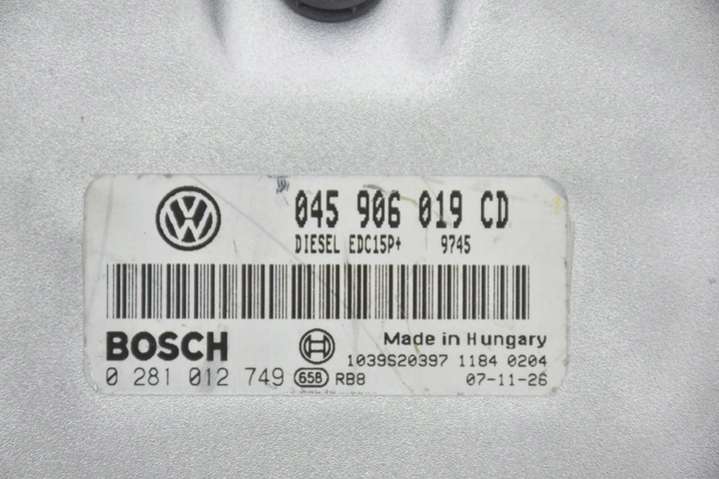 045 906 019 CD
DIESEL EDC15P+ 9745
BOSCH
Made in Hungary
1039S20397 1184 0204
0 281 012 749 658 RB8 07-11-26